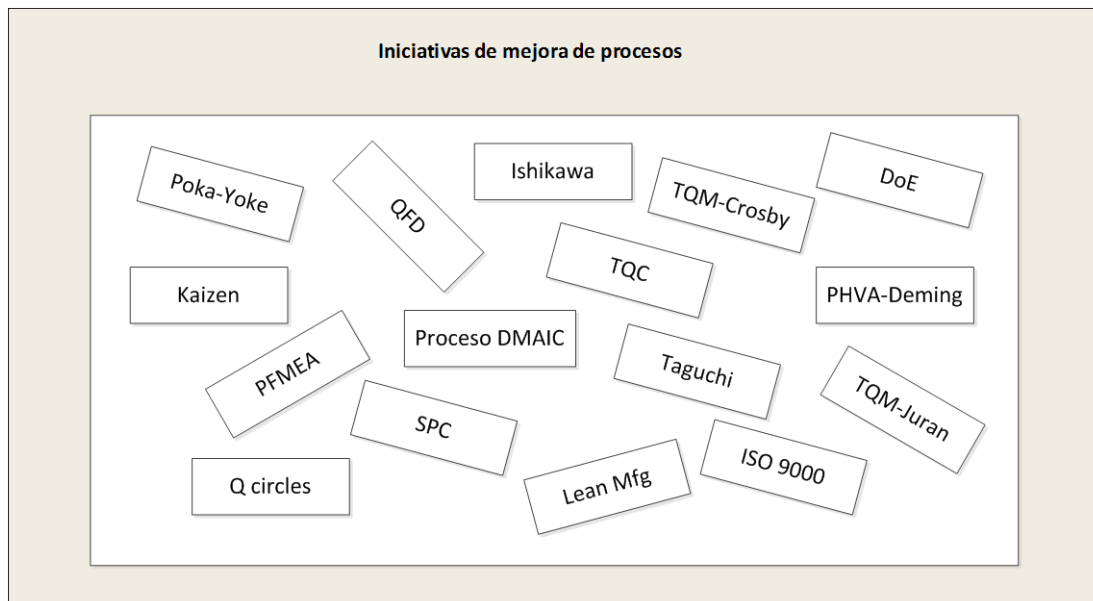 Iniciativas de mejora de procesos
Poka-Yoke
QFD
Ishikawa
TQM-Crosby
DoE
Kaizen
TQC
PHVA-Deming
PFMEA
Proceso DMAIC
Taguchi
TQM-Juran
SPC
Q circles
Lean Mfg
ISO 9000